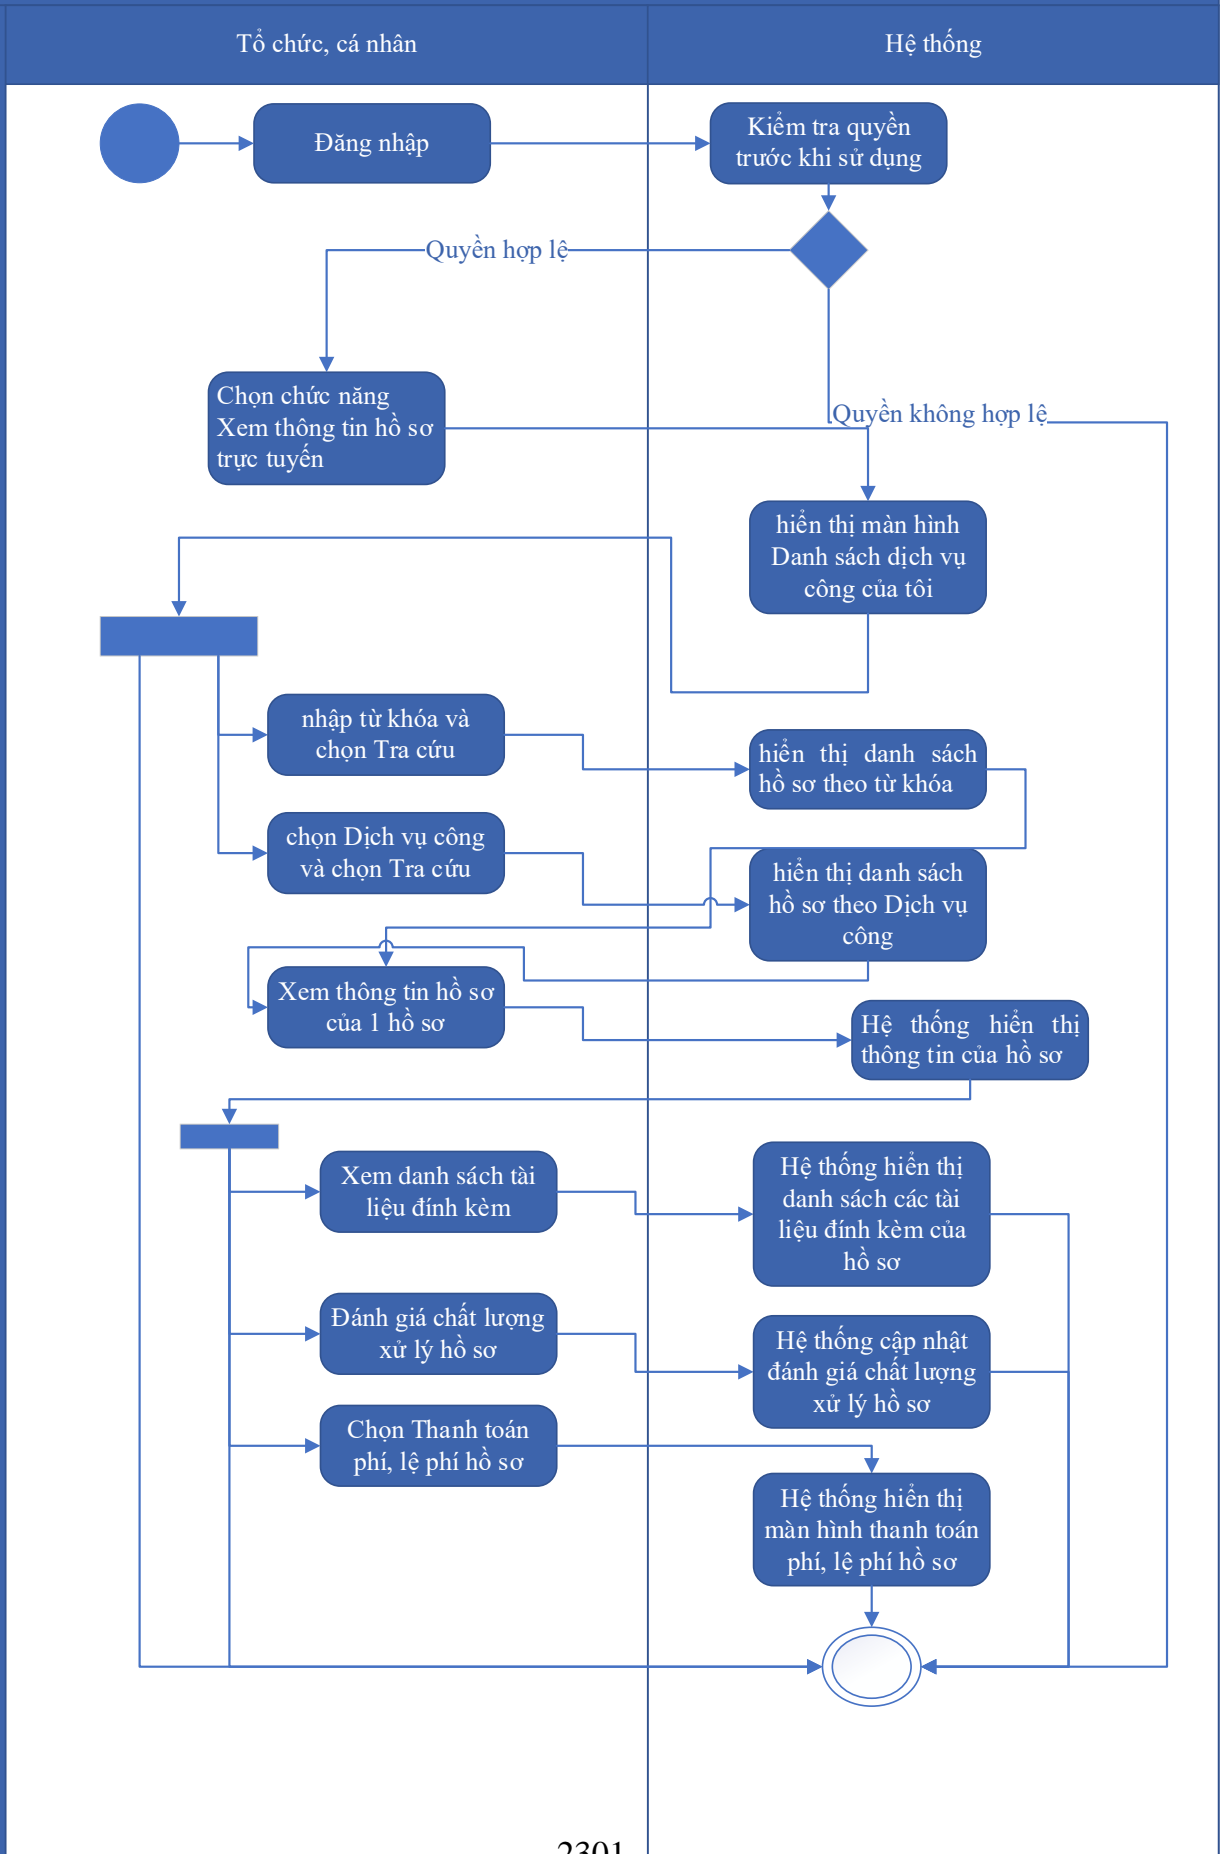 Tổ chức, cá nhân
Hệ thống
Đăng nhập
Kiểm tra quyền
trước khi sử dụng
Quyền hợp lệ
Chọn chức năng
Xem thông tin hồ sơ
trực tuyến
Quyền không hợp lệ
hiển thị màn hình
Danh sách dịch vụ
công của tôi
nhập từ khóa và
chọn Tra cứu
hiển thị danh sách
hồ sơ theo từ khóa
chọn Dịch vụ công
và chọn Tra cứu
hiển thị danh sách
hồ sơ theo Dịch vụ
công
Xem thông tin hồ sơ
của 1 hồ sơ
Hệ thống hiển thị
thông tin của hồ sơ
Xem danh sách tài
liệu đính kèm
Hệ thống hiển thị
danh sách các tài
liệu đính kèm của
hồ sơ
Đánh giá chất lượng
xử lý hồ sơ
Hệ thống cập nhật
đánh giá chất lượng
xử lý hồ sơ
Chọn Thanh toán
phí, lệ phí hồ sơ
Hệ thống hiển thị
màn hình thanh toán
phí, lệ phí hồ sơ
2301